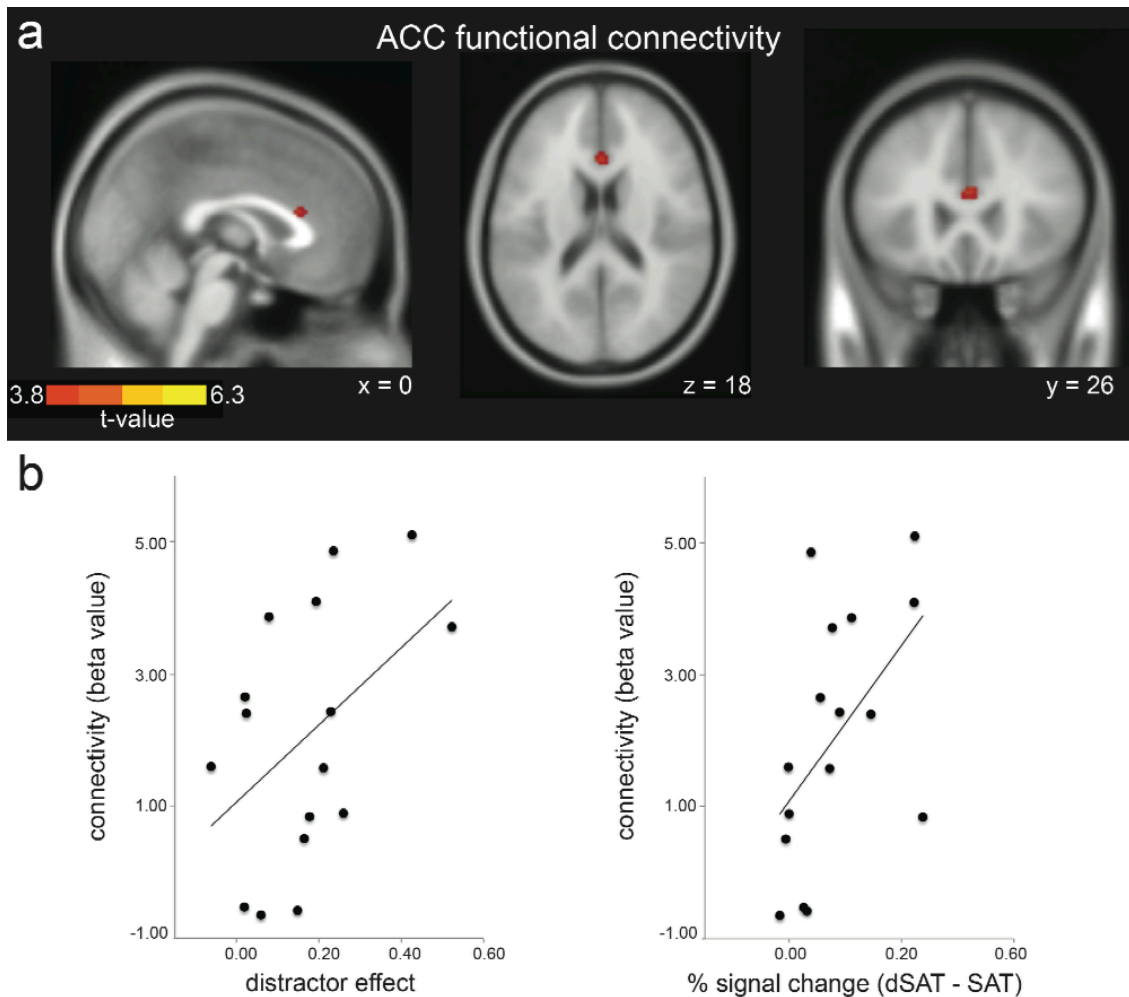 a
ACC functional connectivity
x = 0
z = 18
y = 26
3.8
6.3
t-value
b
connectivity (beta value)
5.00
3.00
1.00
-1.00
0.00
0.20
0.40
0.60
distractor effect
connectivity (beta value)
5.00
3.00
1.00
-1.00
0.00
0.20
0.60
% signal change (dSAT - SAT)